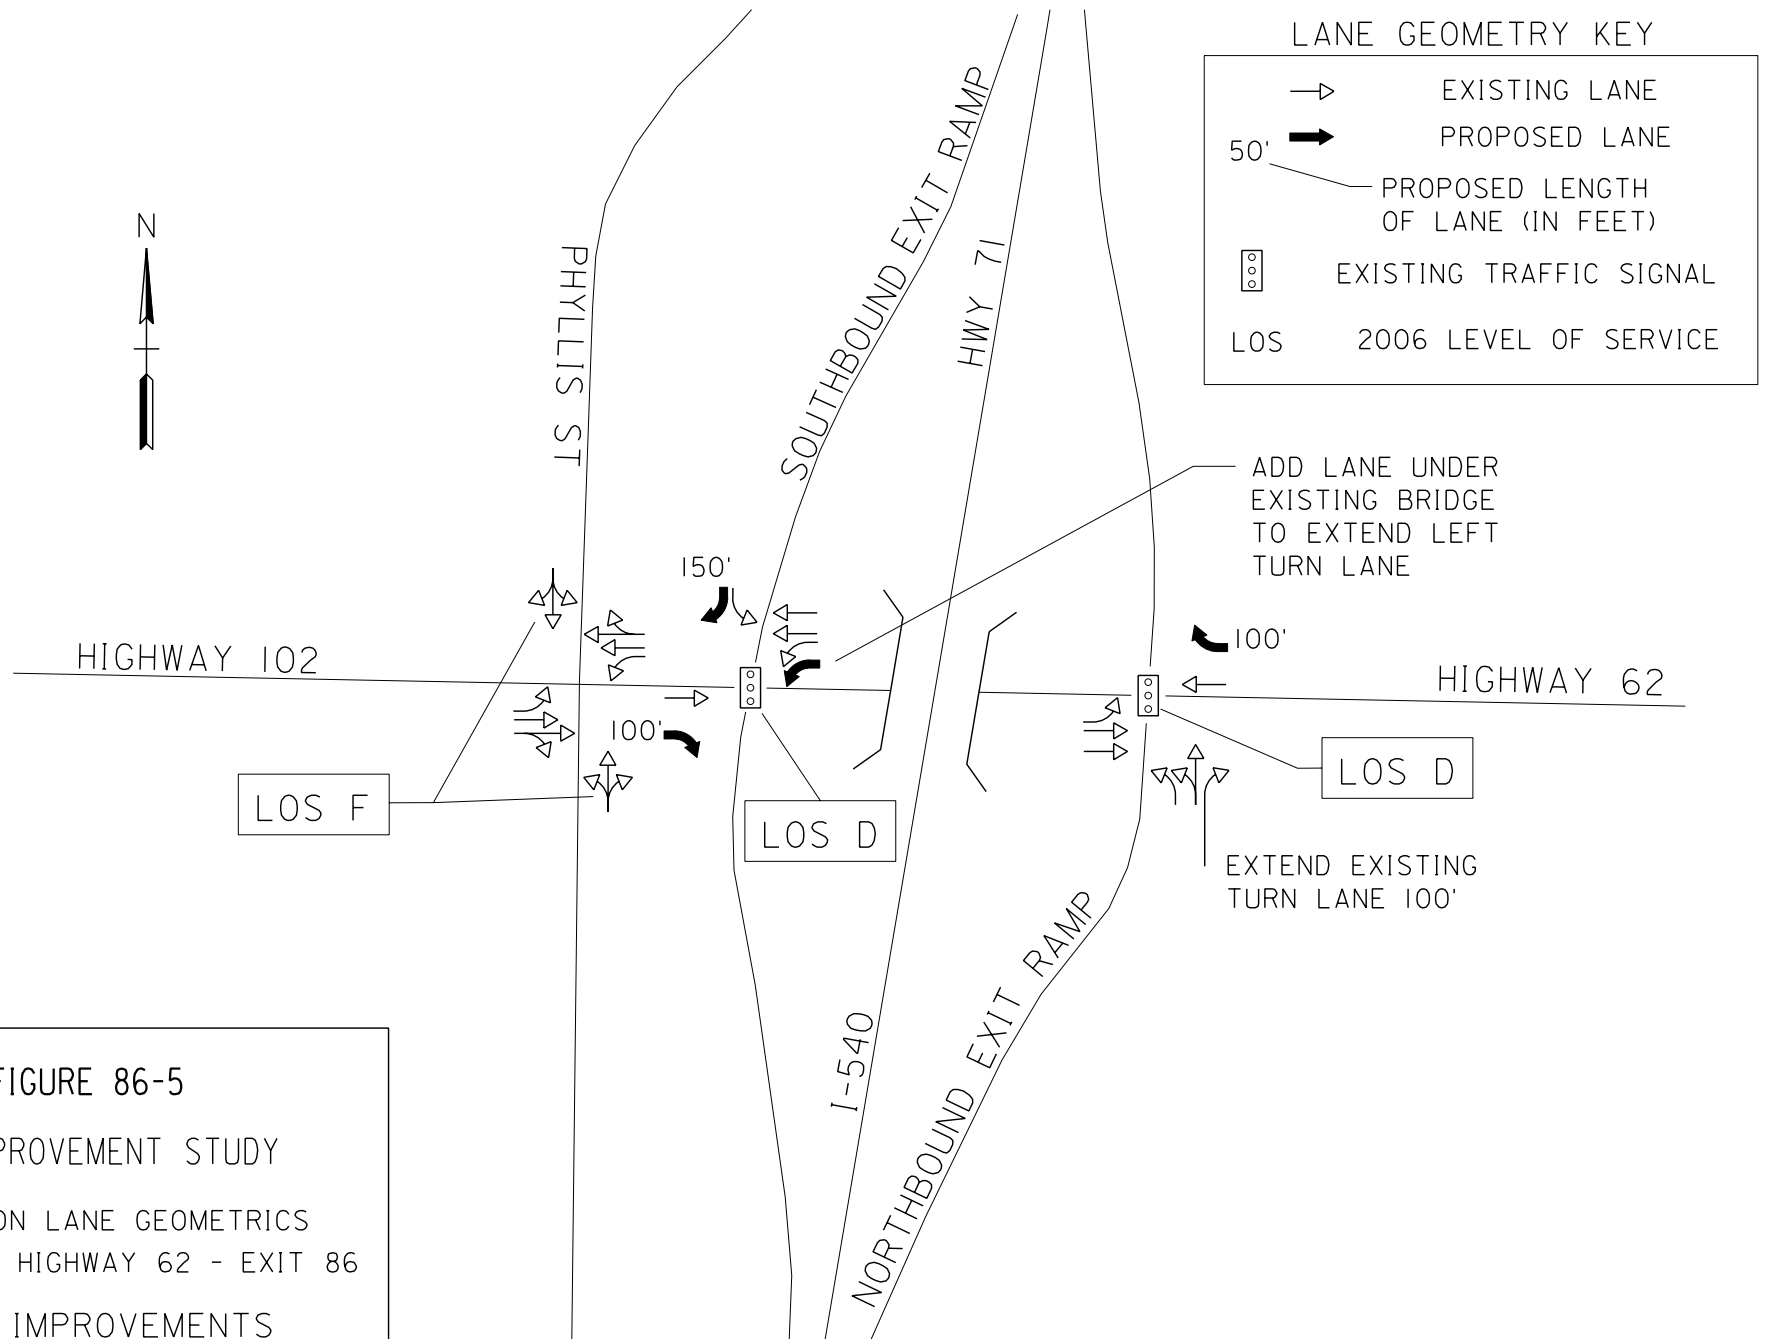 LANE GEOMETRY KEY
EXISTING LANE
PROPOSED LANE
50'
PROPOSED LENGTH
OF LANE (IN FEET)
EXISTING TRAFFIC SIGNAL
LOS
2006 LEVEL OF SERVICE
N
PHYLLIS ST
SOUTHBOUND EXIT RAMP
HWY 71
ADD LANE UNDER
EXISTING BRIDGE
TO EXTEND LEFT
TURN LANE
150'
100'
HIGHWAY 102
HIGHWAY 62
100'
LOS F
LOS D
LOS D
EXTEND EXISTING
TURN LANE 100'
I-540
NORTHBOUND EXIT RAMP
FIGURE 86-5
PROVEMENT STUDY
ON LANE GEOMETRICS
HIGHWAY 62 - EXIT 86
IMPROVEMENTS